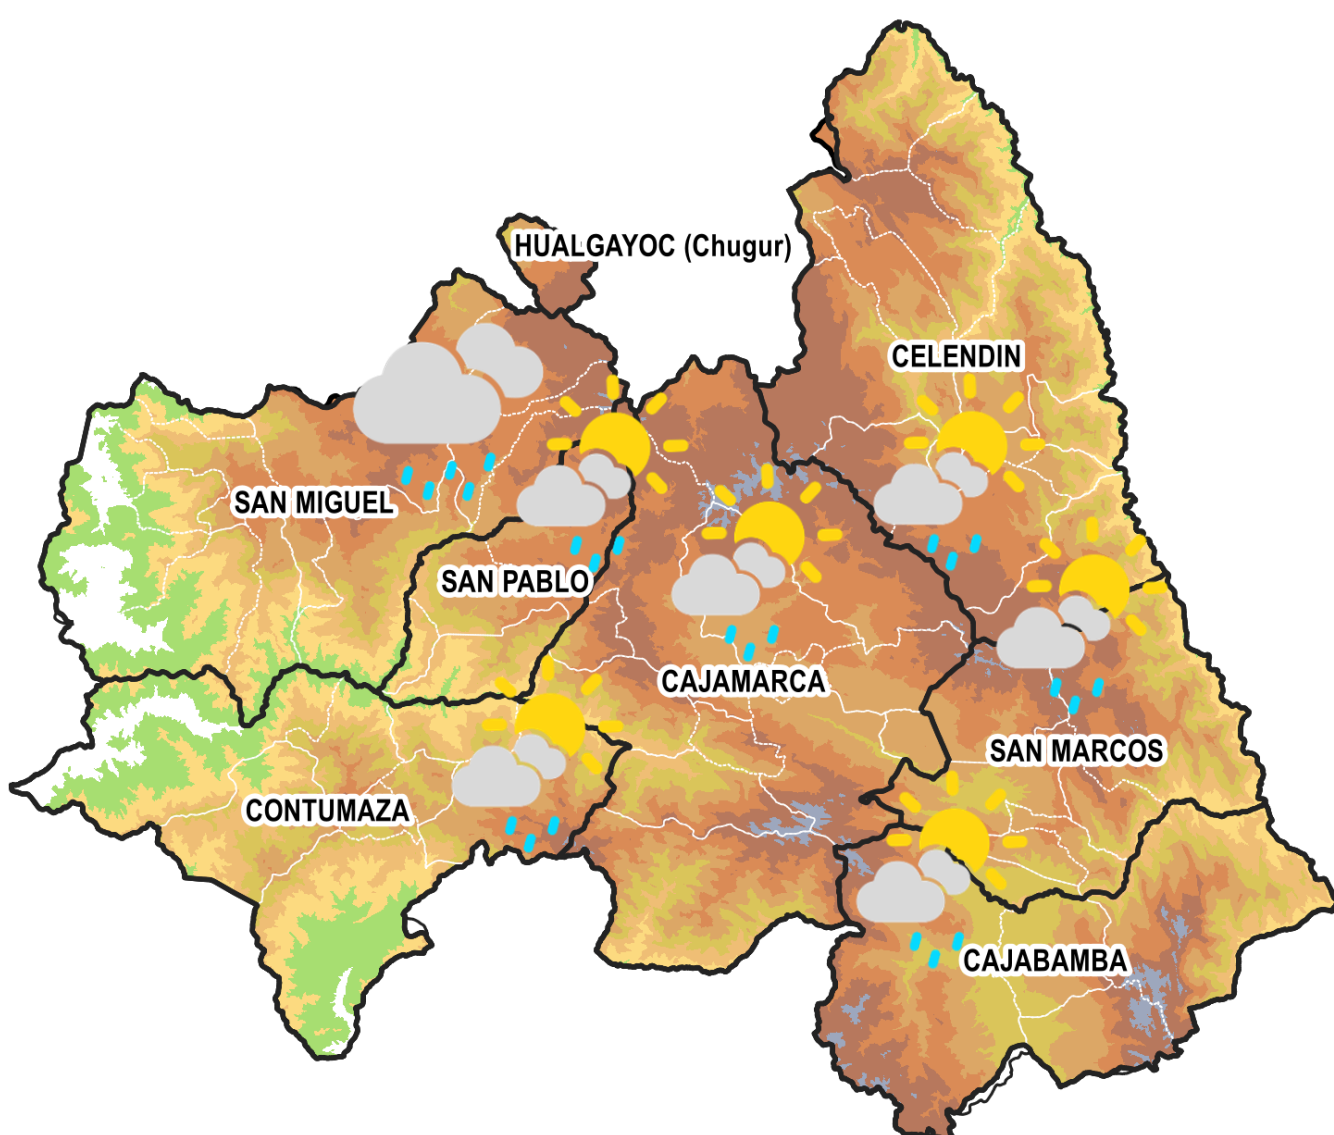 HUALGAYOC (Chugur)
CELENDIN
SAN MIGUEL
SAN PABLO
CAJAMARCA
SAN MARCOS
CONTUMAZA
CAJABAMBA